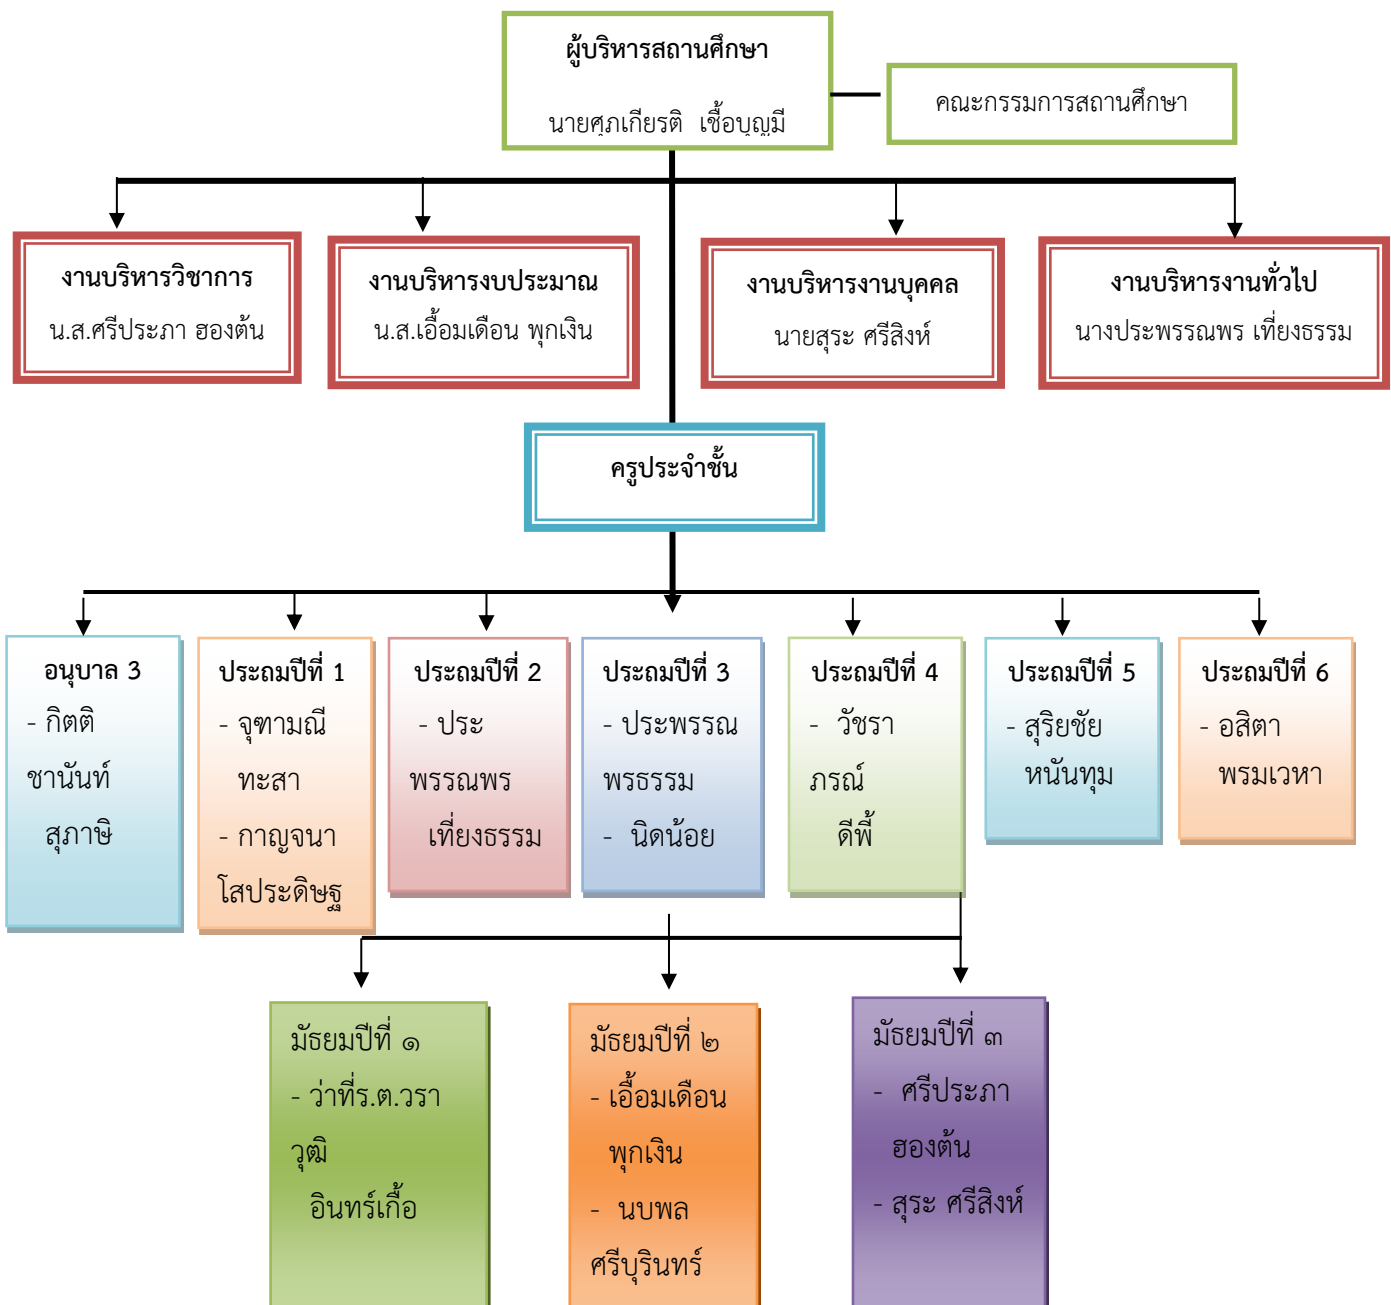 ผู้บริหารสถานศึกษา
นายศุภเกียรติ เชื้อบุญมี
คณะกรรมการสถานศึกษา
งานบริหารวิชาการ
น.ส.ศรีประภา ฮองต้น
งานบริหารงบประมาณ
น.ส.เอื้อมเดือน พุกเงิน
งานบริหารงานบุคคล
นายสุระ ศรีสิงห์
งานบริหารงานทั่วไป
นางประพรรณพร เที่ยงธรรม
ครูประจำชั้น
อนุบาล 3
- กิตติ
ชานันท์
สุภาษิ
ประถมปีที่ 1
- จุฑามณี
ทะสา
- กาญจนา
โสประดิษฐ
ประถมปีที่ 2
- ประ
พรรณพร
เที่ยงธรรม
ประถมปีที่ 3
- ประพรรณ
พรธรรม
- นิดน้อย
ประถมปีที่ 4
- วัชรา
ภรณ์
ดีพี้
ประถมปีที่ 5
- สุริยชัย
หนันทุม
ประถมปีที่ 6
- อสิตา
พรมเวหา
มัธยมปีที่ ๑
- ว่าที่ร.ต.วรา
วุฒิ
อินทร์เกื้อ
มัธยมปีที่ ๒
- เอื้อมเดือน
พุกเงิน
- นบพล
ศรีบุรินทร์
มัธยมปีที่ ๓
- ศรีประภา
ฮองต้น
- สุระ ศรีสิงห์